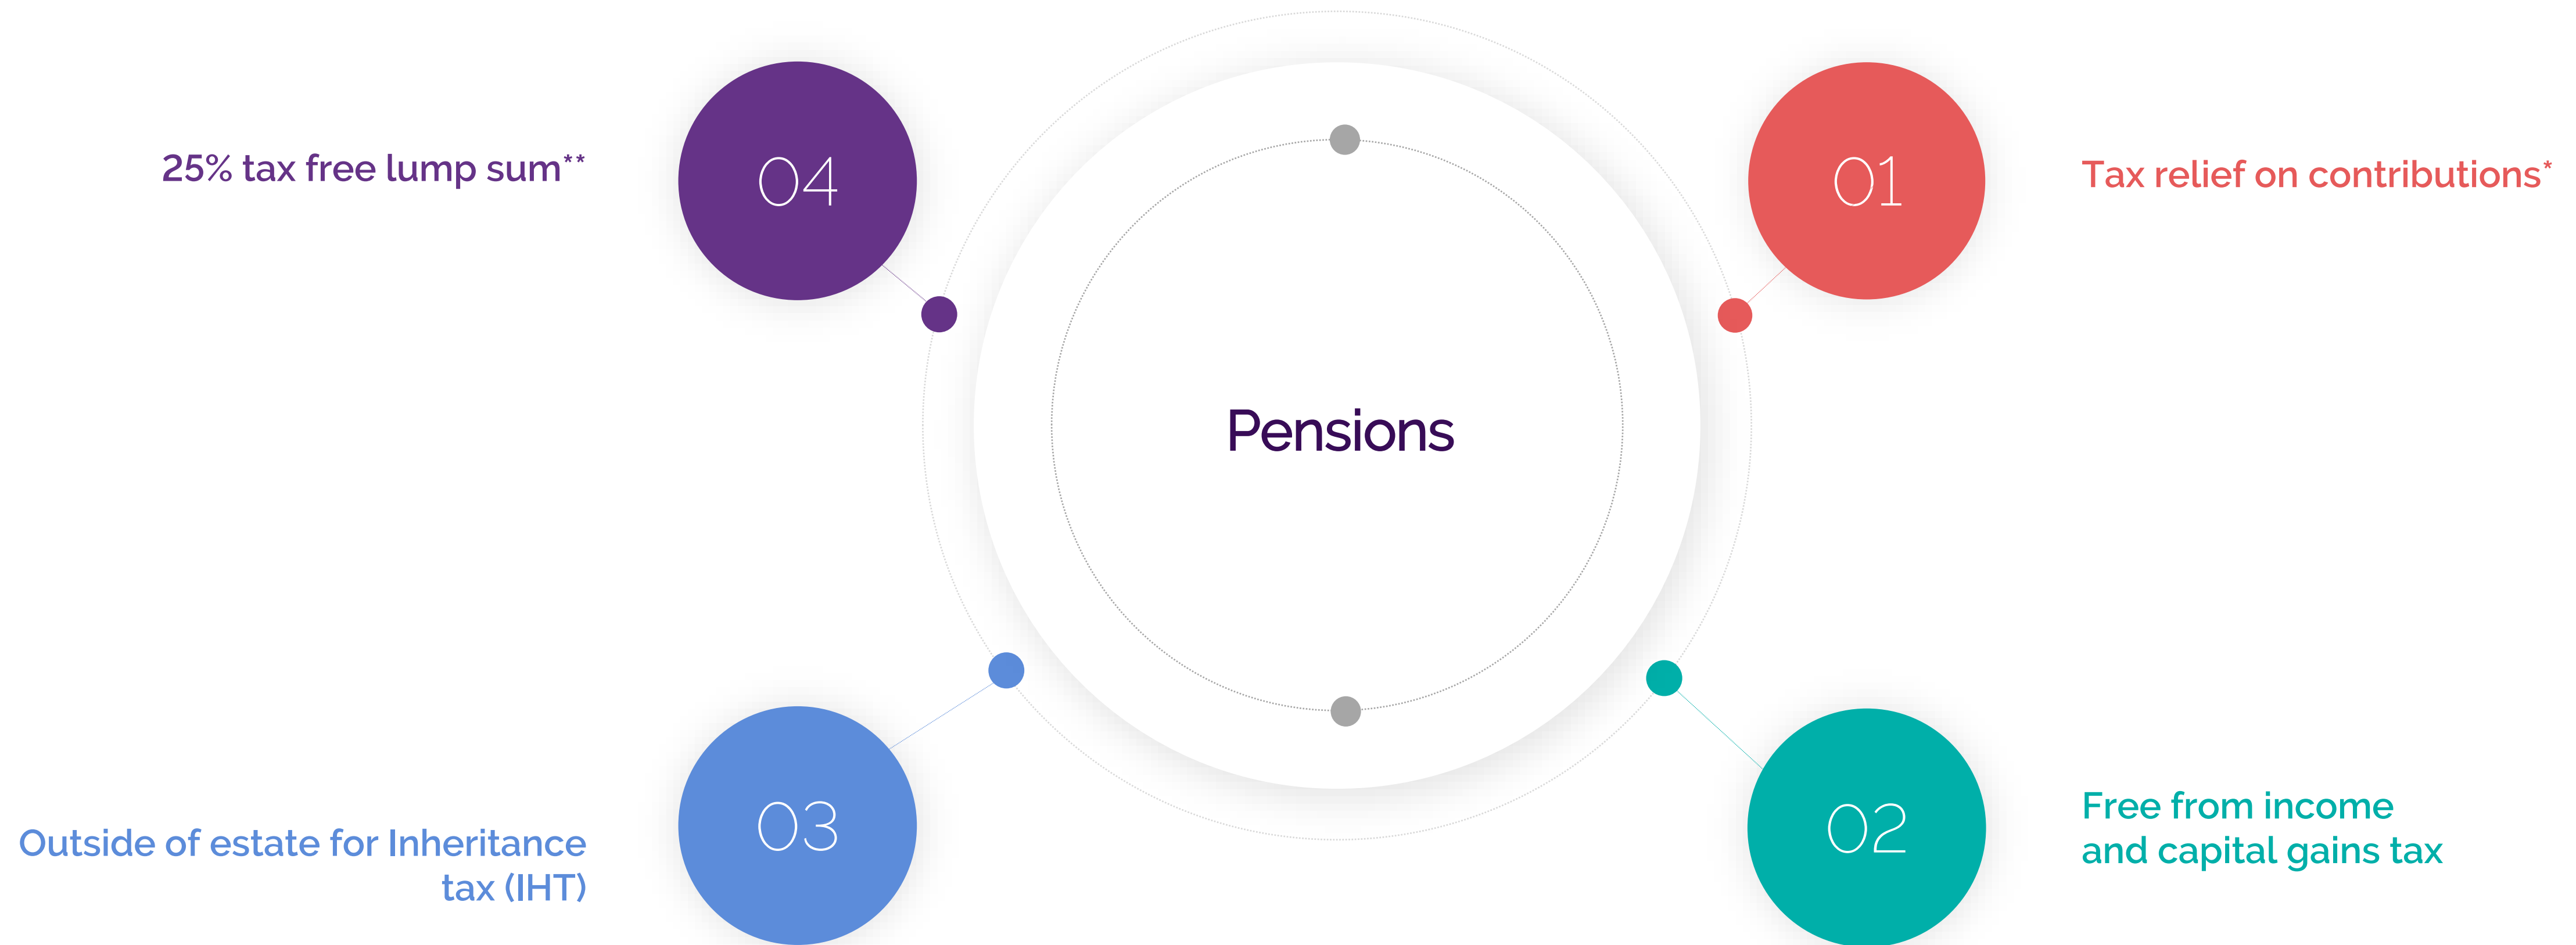 Pensions
01
Tax relief on contributions*
02
Free from income
and capital gains tax
03
Outside of estate for Inheritance
tax (IHT)
04
25% tax free lump sum**